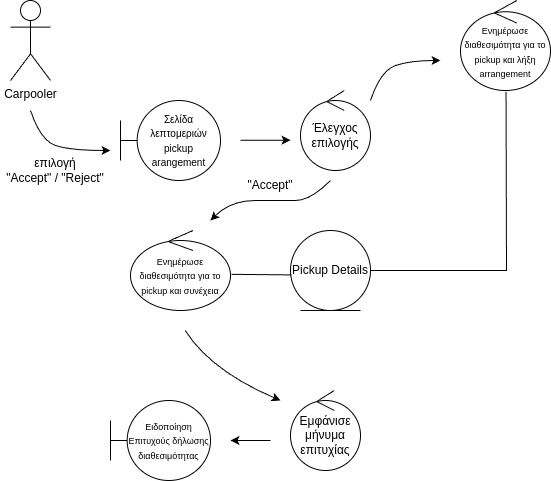 Ενημέρωσε
διαθεσιμότητα για το
pickup και λήξη
arrangement
Carpooler
Σελίδα
λεπτομεριών
pickup
arangement
Έλεγχος
επιλογής
επιλογή
"Accept" / "Reject"
"Accept"
Ενημέρωσε
διαθεσιμότητα για το
pickup και συνέχεια
Pickup Details
Ειδοποίηση
Επιτυχούς δήλωσης
διαθεσιμότητας
Εμφάνισε
μήνυμα
επιτυχίας